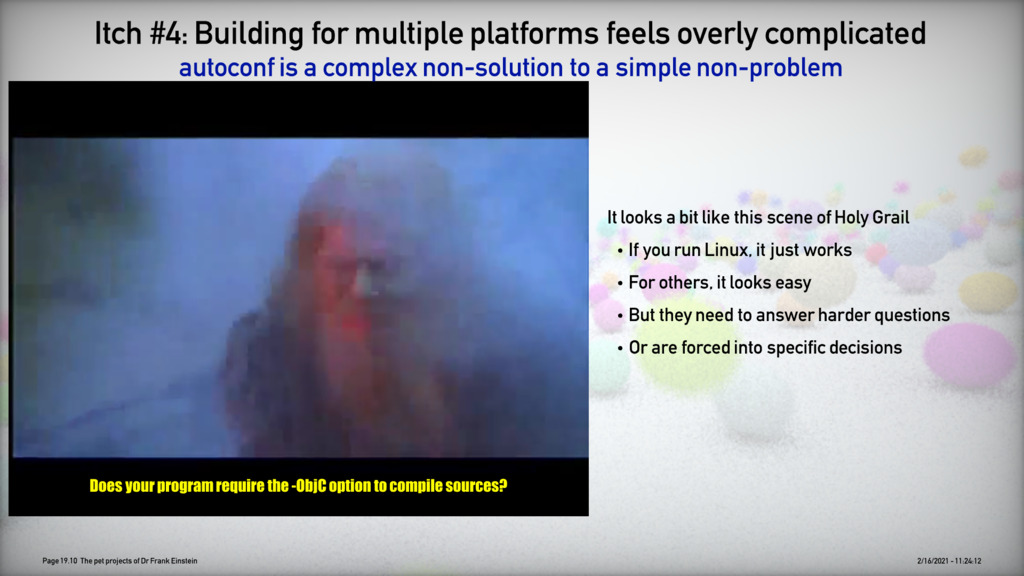 Itch #4: Building for multiple platforms feels overly complicated
autoconf is a complex non-solution to a simple non-problem
It looks a bit like this scene of Holy Grail
• If you run Linux, it just works
• For others, it looks easy
• But they need to answer harder questions
• Or are forced into specific decisions
Does your program require the -ObjC option to compile sources?
Page 19.10 The pet projects of Dr Frank Einstein
2/16/2021 - 11:24:12